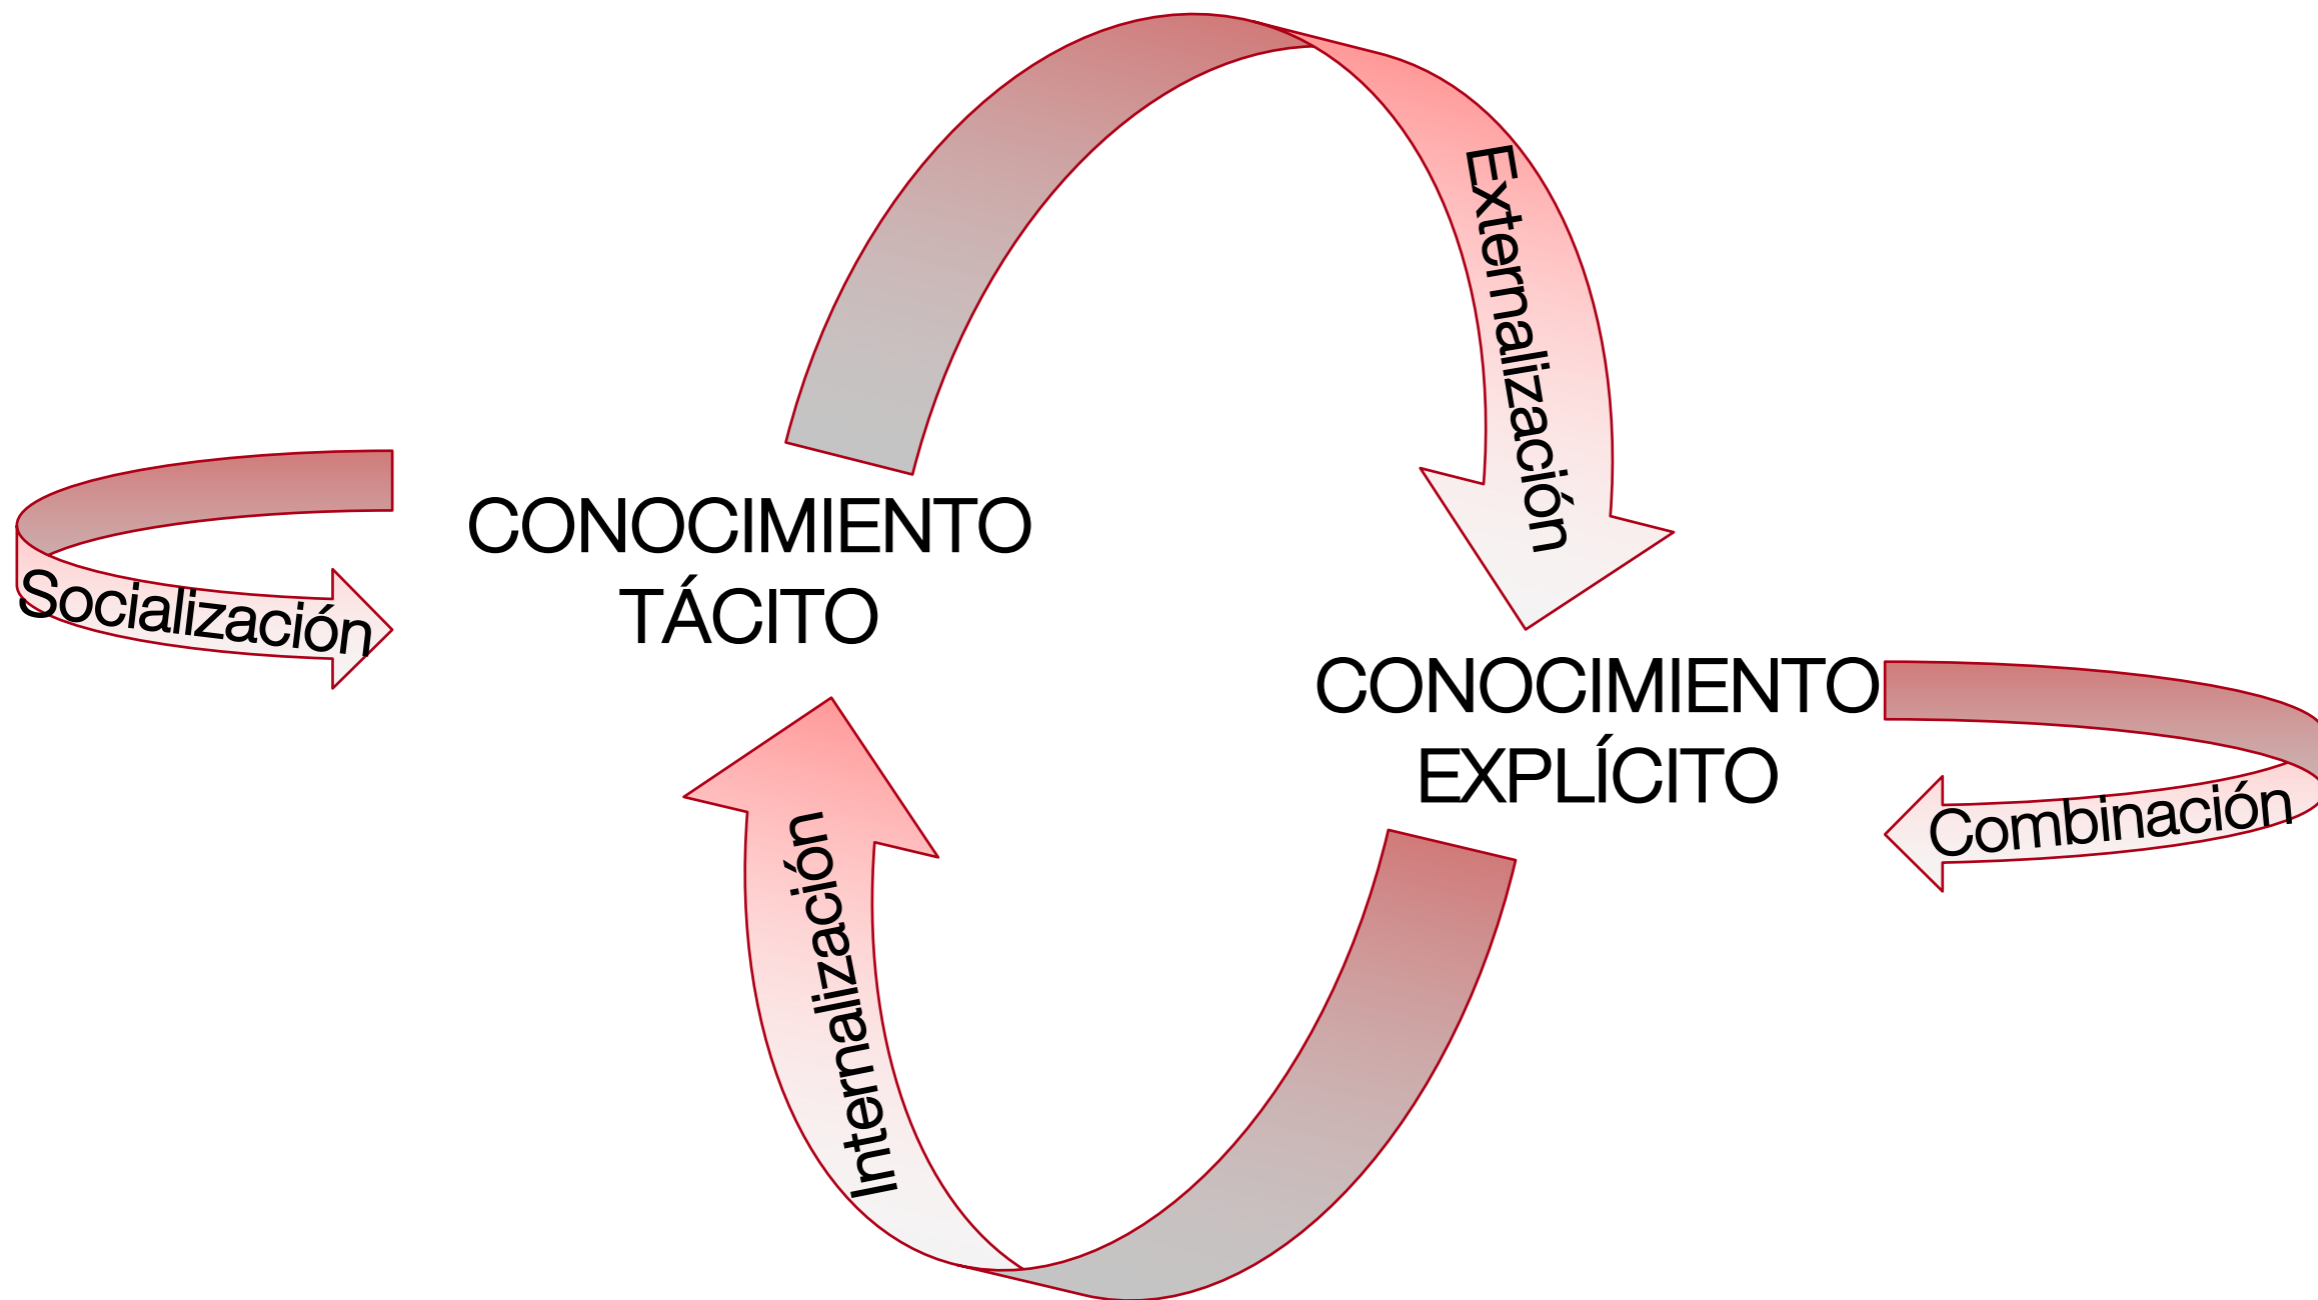 Externalización
CONOCIMIENTO
TÁCITO
Socialización
CONOCIMIENTO
EXPLÍCITO
Combinación
Internalización